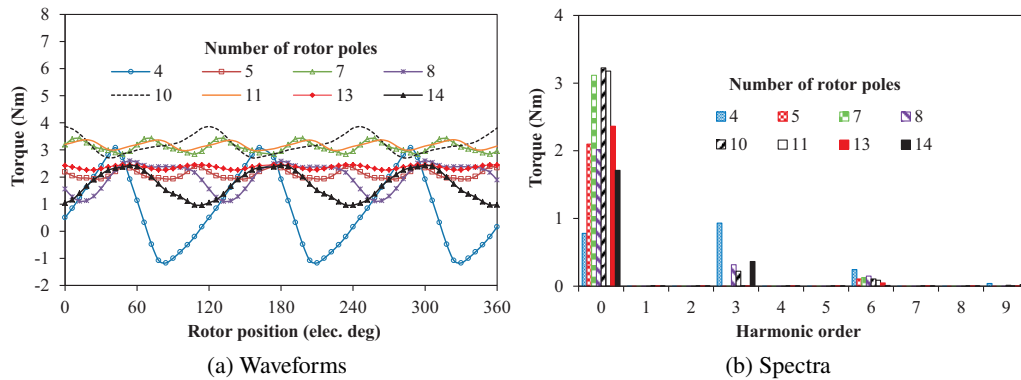 8
7
6
5
4
3
2
1
0
-1
-2
Torque (Nm)
Number of rotor poles
4 5 7 8
10 11 13 14
0 60 120 180 240 300 360
Rotor position (elec. deg)
(a) Waveforms
4
3
2
1
0
Torque (Nm)
Number of rotor poles
4 5 7 8
10 11 13 14
0 1 2 3 4 5 6 7 8 9
Harmonic order
(b) Spectra